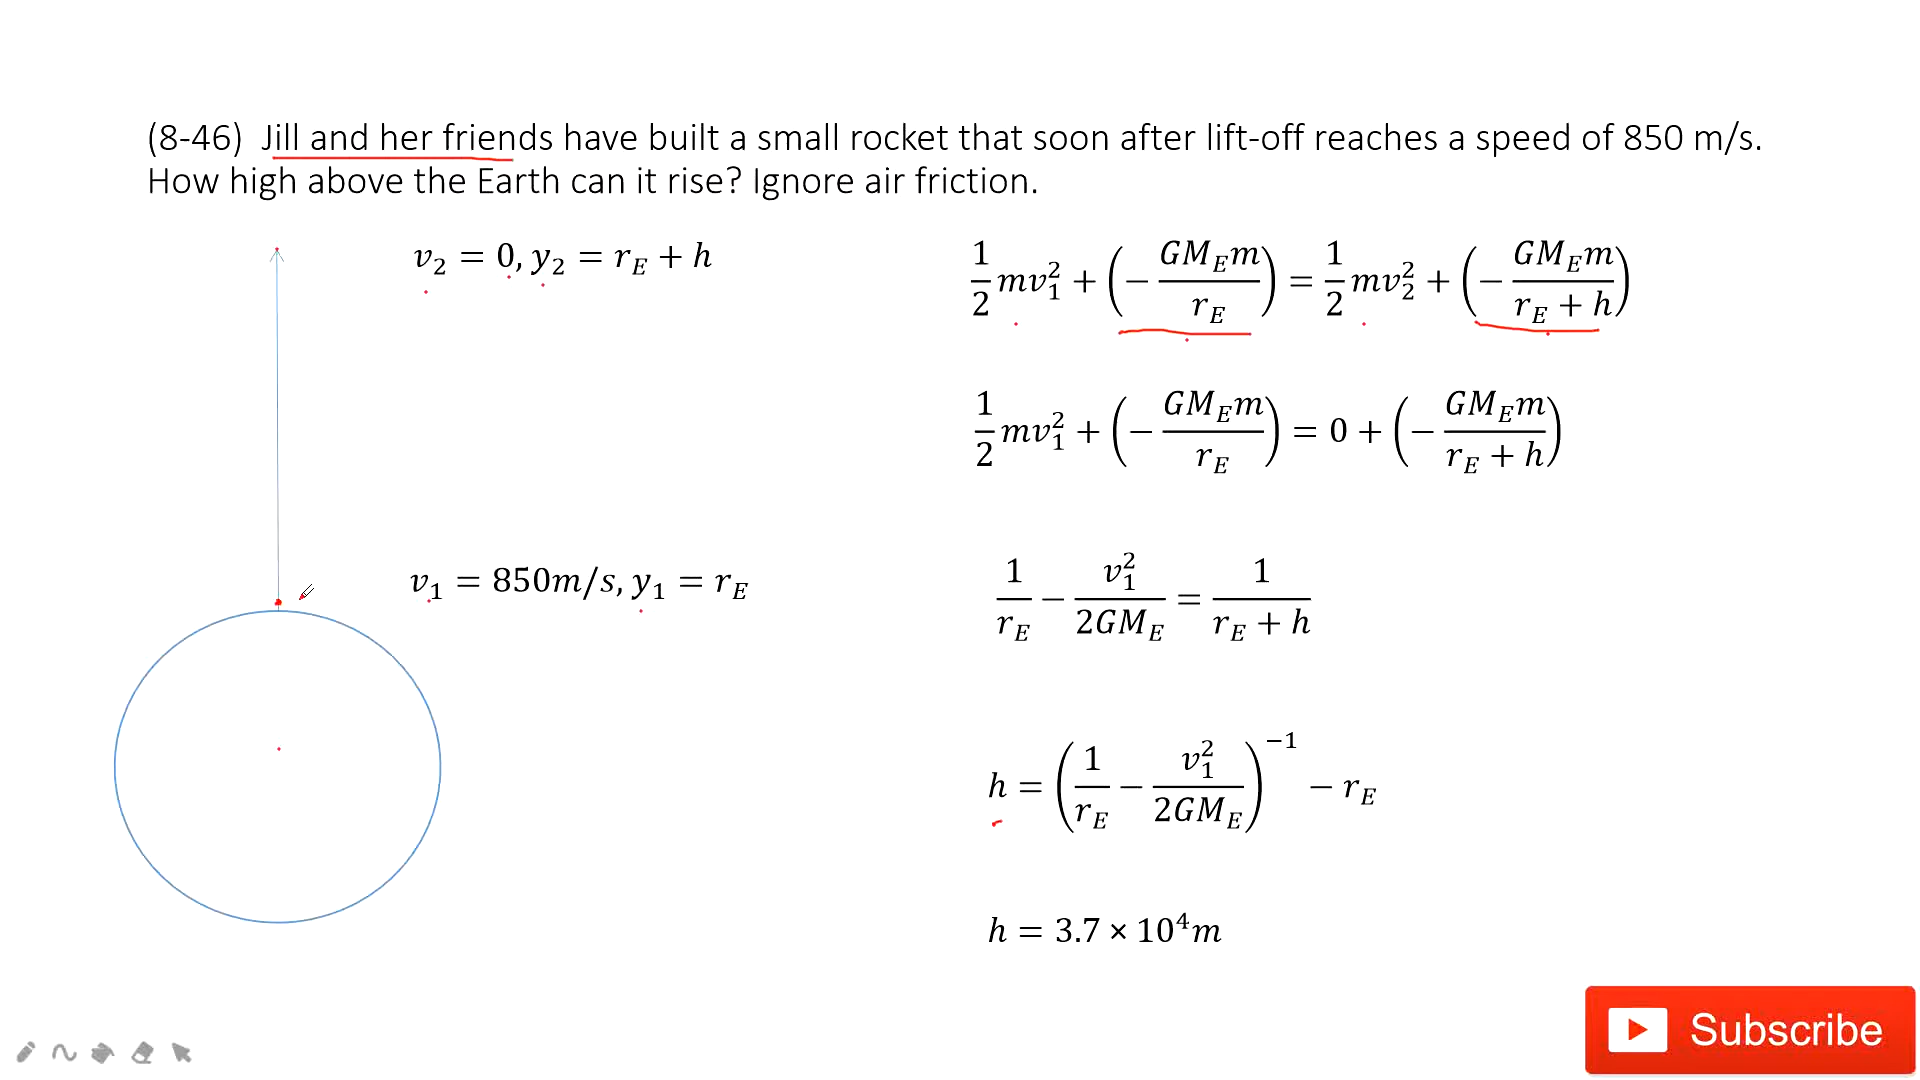 (8-46) Jill and her friends have built a small rocket that soon after lift-off reaches a speed of 850 m/s.
How high above the Earth can it rise? Ignore air friction.
v₂ = 0, y₂ = r_E + h
v₁ = 850m/s, y₁ = r_E
1/2 mv₁² + (− GM_E m / r_E) = 1/2 mv₂² + (− GM_E m / (r_E + h))
1/2 mv₁² + (− GM_E m / r_E) = 0 + (− GM_E m / (r_E + h))
1/r_E − v₁²/2GM_E = 1/(r_E + h)
h = (1/r_E − v₁²/2GM_E)⁻¹ − r_E
h = 3.7 × 10⁴m
Subscribe